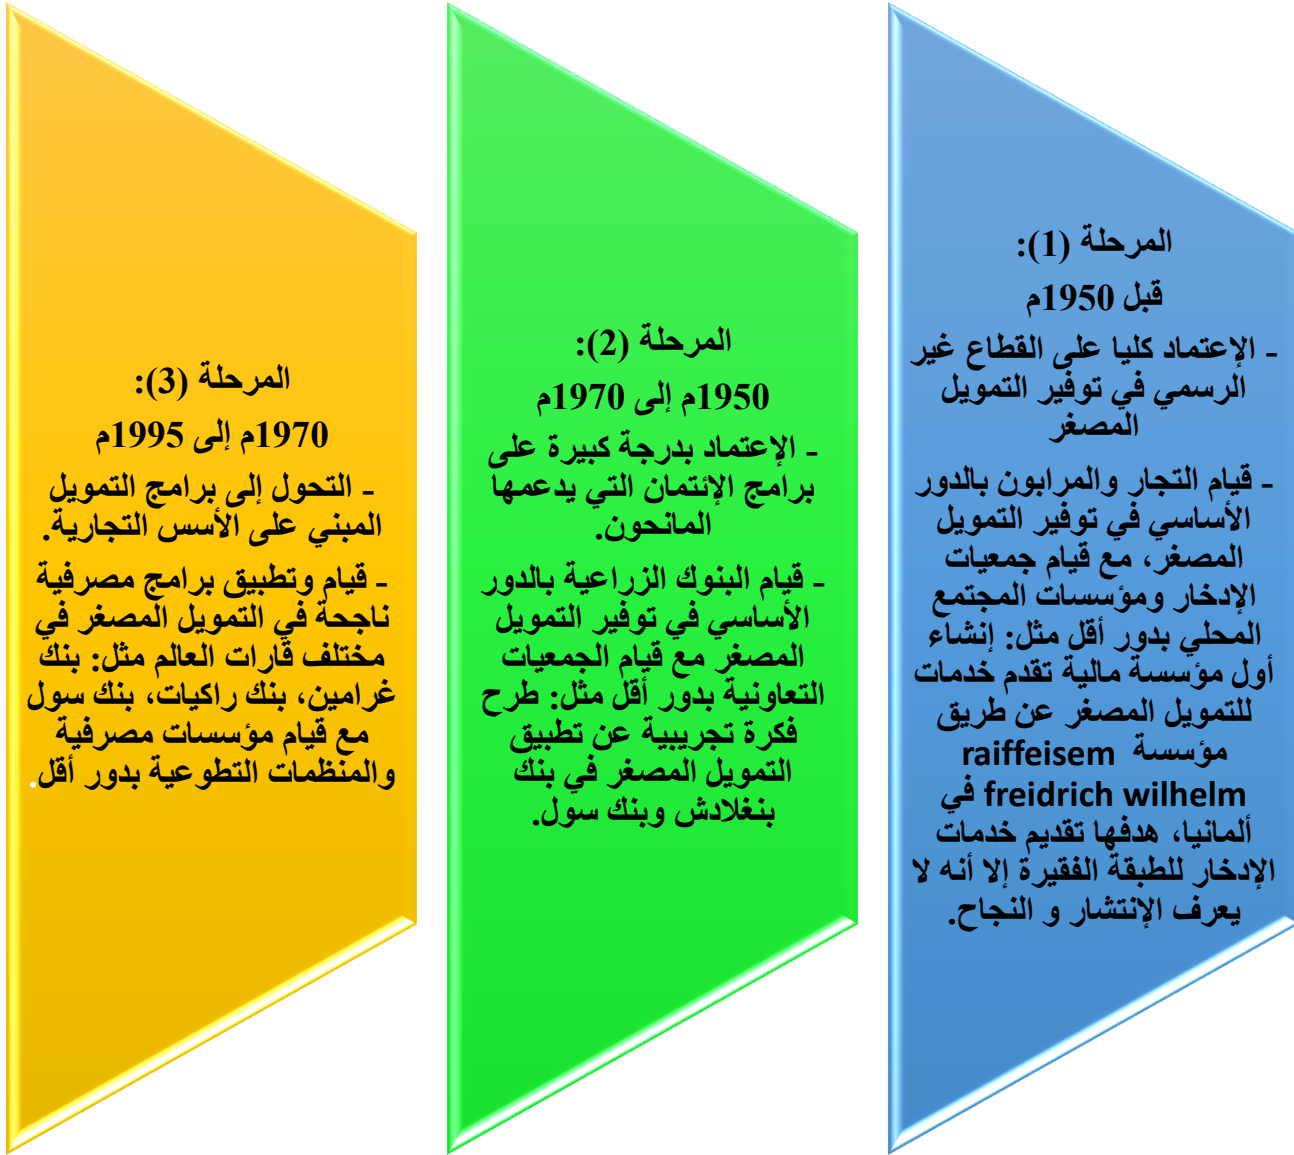 المرحلة (1):
قبل 1950م
- الإعتماد كليا على القطاع غير
الرسمي في توفير التمويل
المصغر
- قيام التجار والمرابون بالدور
الأساسي في توفير التمويل
المصغر، مع قيام جمعيات
الإدخار ومؤسسات المجتمع
المحلي بدور أقل مثل: إنشاء
أول مؤسسة مالية تقدم خدمات
للتمويل المصغر عن طريق
مؤسسة raiffeisem
freidrich wilhelm في
ألمانيا، هدفها تقديم خدمات
الإدخار للطبقة الفقيرة إلا أنه لا
يعرف الإنتشار و النجاح.
المرحلة (2):
1950م إلى 1970م
- الإعتماد بدرجة كبيرة على
برامج الإئتمان التي يدعمها
المانحون.
- قيام البنوك الزراعية بالدور
الأساسي في توفير التمويل
المصغر مع قيام الجمعيات
التعاونية بدور أقل مثل: طرح
فكرة تجريبية عن تطبيق
التمويل المصغر في بنك
بنغلادش وبنك سول.
المرحلة (3):
1970م إلى 1995م
- التحول إلى برامج التمويل
المبني على الأسس التجارية.
- قيام وتطبيق برامج مصرفية
ناجحة في التمويل المصغر في
مختلف قارات العالم مثل: بنك
غرامين، بنك راكيات، بنك سول
مع قيام مؤسسات مصرفية
والمنظمات التطوعية بدور أقل.